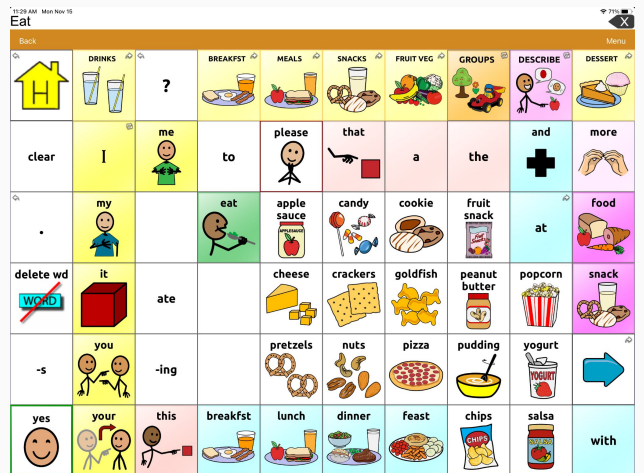 11:29 AM Mon Nov 15 71%
Eat X
Back Menu
H DRINKS ? BREAKFST MEALS SNACKS FRUIT VEG GROUPS DESCRIBE DESSERT
clear I me to please that a the and more
. my eat apple sauce candy cookie fruit snack at food
APPLESAUCE
delete wd it ate cheese crackers goldfish peanut butter popcorn snack
WORD
-s you -ing pretzels nuts pizza pudding yogurt
YOGURT
yes your this breakfst lunch dinner feast chips salsa with
CHIPS SALSA